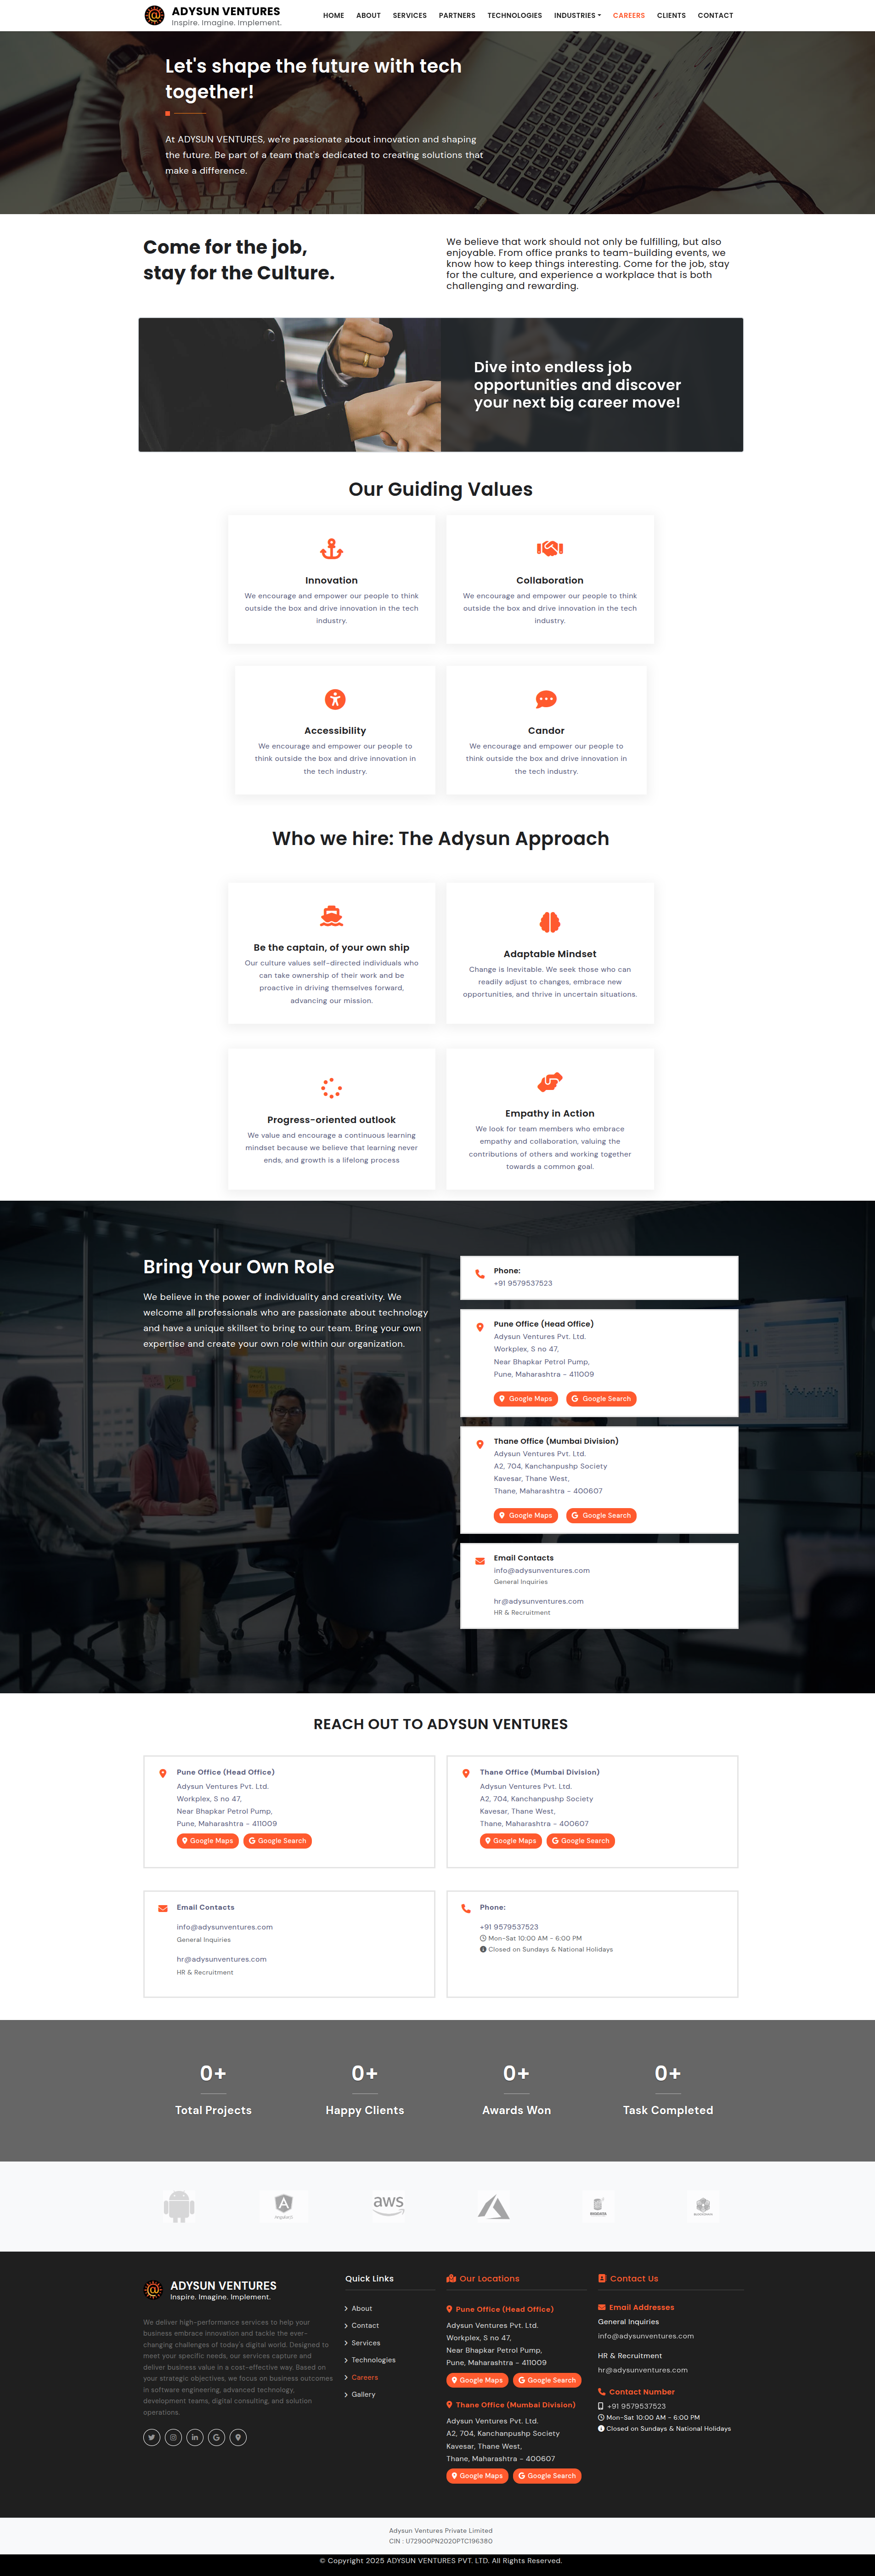 ADYSUN VENTURES
Inspire. Imagine. Implement.
HOME ABOUT SERVICES PARTNERS TECHNOLOGIES INDUSTRIES CAREERS CLIENTS CONTACT
Let's shape the future with tech
together!
At ADYSUN VENTURES, we're passionate about innovation and shaping
the future. Be part of a team that's dedicated to creating solutions that
make a difference.
Come for the job,
stay for the Culture.
We believe that work should not only be fulfilling, but also
enjoyable. From office pranks to team-building events, we
know how to keep things interesting. Come for the job, stay
for the culture, and experience a workplace that is both
challenging and rewarding.
Dive into endless job
opportunities and discover
your next big career move!
Our Guiding Values
Innovation
We encourage and empower our people to think
outside the box and drive innovation in the tech
industry.
Collaboration
We encourage and empower our people to think
outside the box and drive innovation in the tech
industry.
Accessibility
We encourage and empower our people to
think outside the box and drive innovation in
the tech industry.
Candor
We encourage and empower our people to
think outside the box and drive innovation in
the tech industry.
Who we hire: The Adysun Approach
Be the captain, of your own ship
Our culture values self-directed individuals who
can take ownership of their work and be
proactive in driving themselves forward,
advancing our mission.
Adaptable Mindset
Change is Inevitable. We seek those who can
readily adjust to changes, embrace new
opportunities, and thrive in uncertain situations.
Progress-oriented outlook
We value and encourage a continuous learning
mindset because we believe that learning never
ends, and growth is a lifelong process
Empathy in Action
We look for team members who embrace
empathy and collaboration, valuing the
contributions of others and working together
towards a common goal.
Bring Your Own Role
We believe in the power of individuality and creativity. We
welcome all professionals who are passionate about technology
and have a unique skillset to bring to our team. Bring your own
expertise and create your own role within our organization.
Phone:
+91 9579537523
Pune Office (Head Office)
Adysun Ventures Pvt. Ltd.
Workplex, S no 47,
Near Bhapkar Petrol Pump,
Pune, Maharashtra - 411009
Google Maps Google Search
Thane Office (Mumbai Division)
Adysun Ventures Pvt. Ltd.
A2, 704, Kanchanpushp Society
Kavesar, Thane West,
Thane, Maharashtra - 400607
Google Maps Google Search
Email Contacts
info@adysunventures.com
General Inquiries
hr@adysunventures.com
HR & Recruitment
REACH OUT TO ADYSUN VENTURES
Pune Office (Head Office)
Adysun Ventures Pvt. Ltd.
Workplex, S no 47,
Near Bhapkar Petrol Pump,
Pune, Maharashtra - 411009
Google Maps Google Search
Thane Office (Mumbai Division)
Adysun Ventures Pvt. Ltd.
A2, 704, Kanchanpushp Society
Kavesar, Thane West,
Thane, Maharashtra - 400607
Google Maps Google Search
Email Contacts
info@adysunventures.com
General Inquiries
hr@adysunventures.com
HR & Recruitment
Phone:
+91 9579537523
Mon-Sat 10:00 AM - 6:00 PM
Closed on Sundays & National Holidays
0+ 0+ 0+ 0+
Total Projects Happy Clients Awards Won Task Completed
aws
ADYSUN VENTURES
Inspire. Imagine. Implement.
We deliver high-performance services to help your
business embrace innovation and tackle the ever-
changing challenges of today's digital world. Designed to
meet your specific needs, our services capture and
deliver business value in a cost-effective way. Based on
your strategic objectives, we focus on business outcomes
in software engineering, advanced technology,
development teams, digital consulting, and solution
operations.
Quick Links
About
Contact
Services
Technologies
Careers
Gallery
Our Locations
Pune Office (Head Office)
Adysun Ventures Pvt. Ltd.
Workplex, S no 47,
Near Bhapkar Petrol Pump,
Pune, Maharashtra - 411009
Google Maps Google Search
Thane Office (Mumbai Division)
Adysun Ventures Pvt. Ltd.
A2, 704, Kanchanpushp Society
Kavesar, Thane West,
Thane, Maharashtra - 400607
Google Maps Google Search
Contact Us
Email Addresses
General Inquiries
info@adysunventures.com
HR & Recruitment
hr@adysunventures.com
Contact Number
+91 9579537523
Mon-Sat 10:00 AM - 6:00 PM
Closed on Sundays & National Holidays
Adysun Ventures Private Limited
CIN : U72900PN2020PTC196380
© Copyright 2025 ADYSUN VENTURES PVT. LTD. All Rights Reserved.